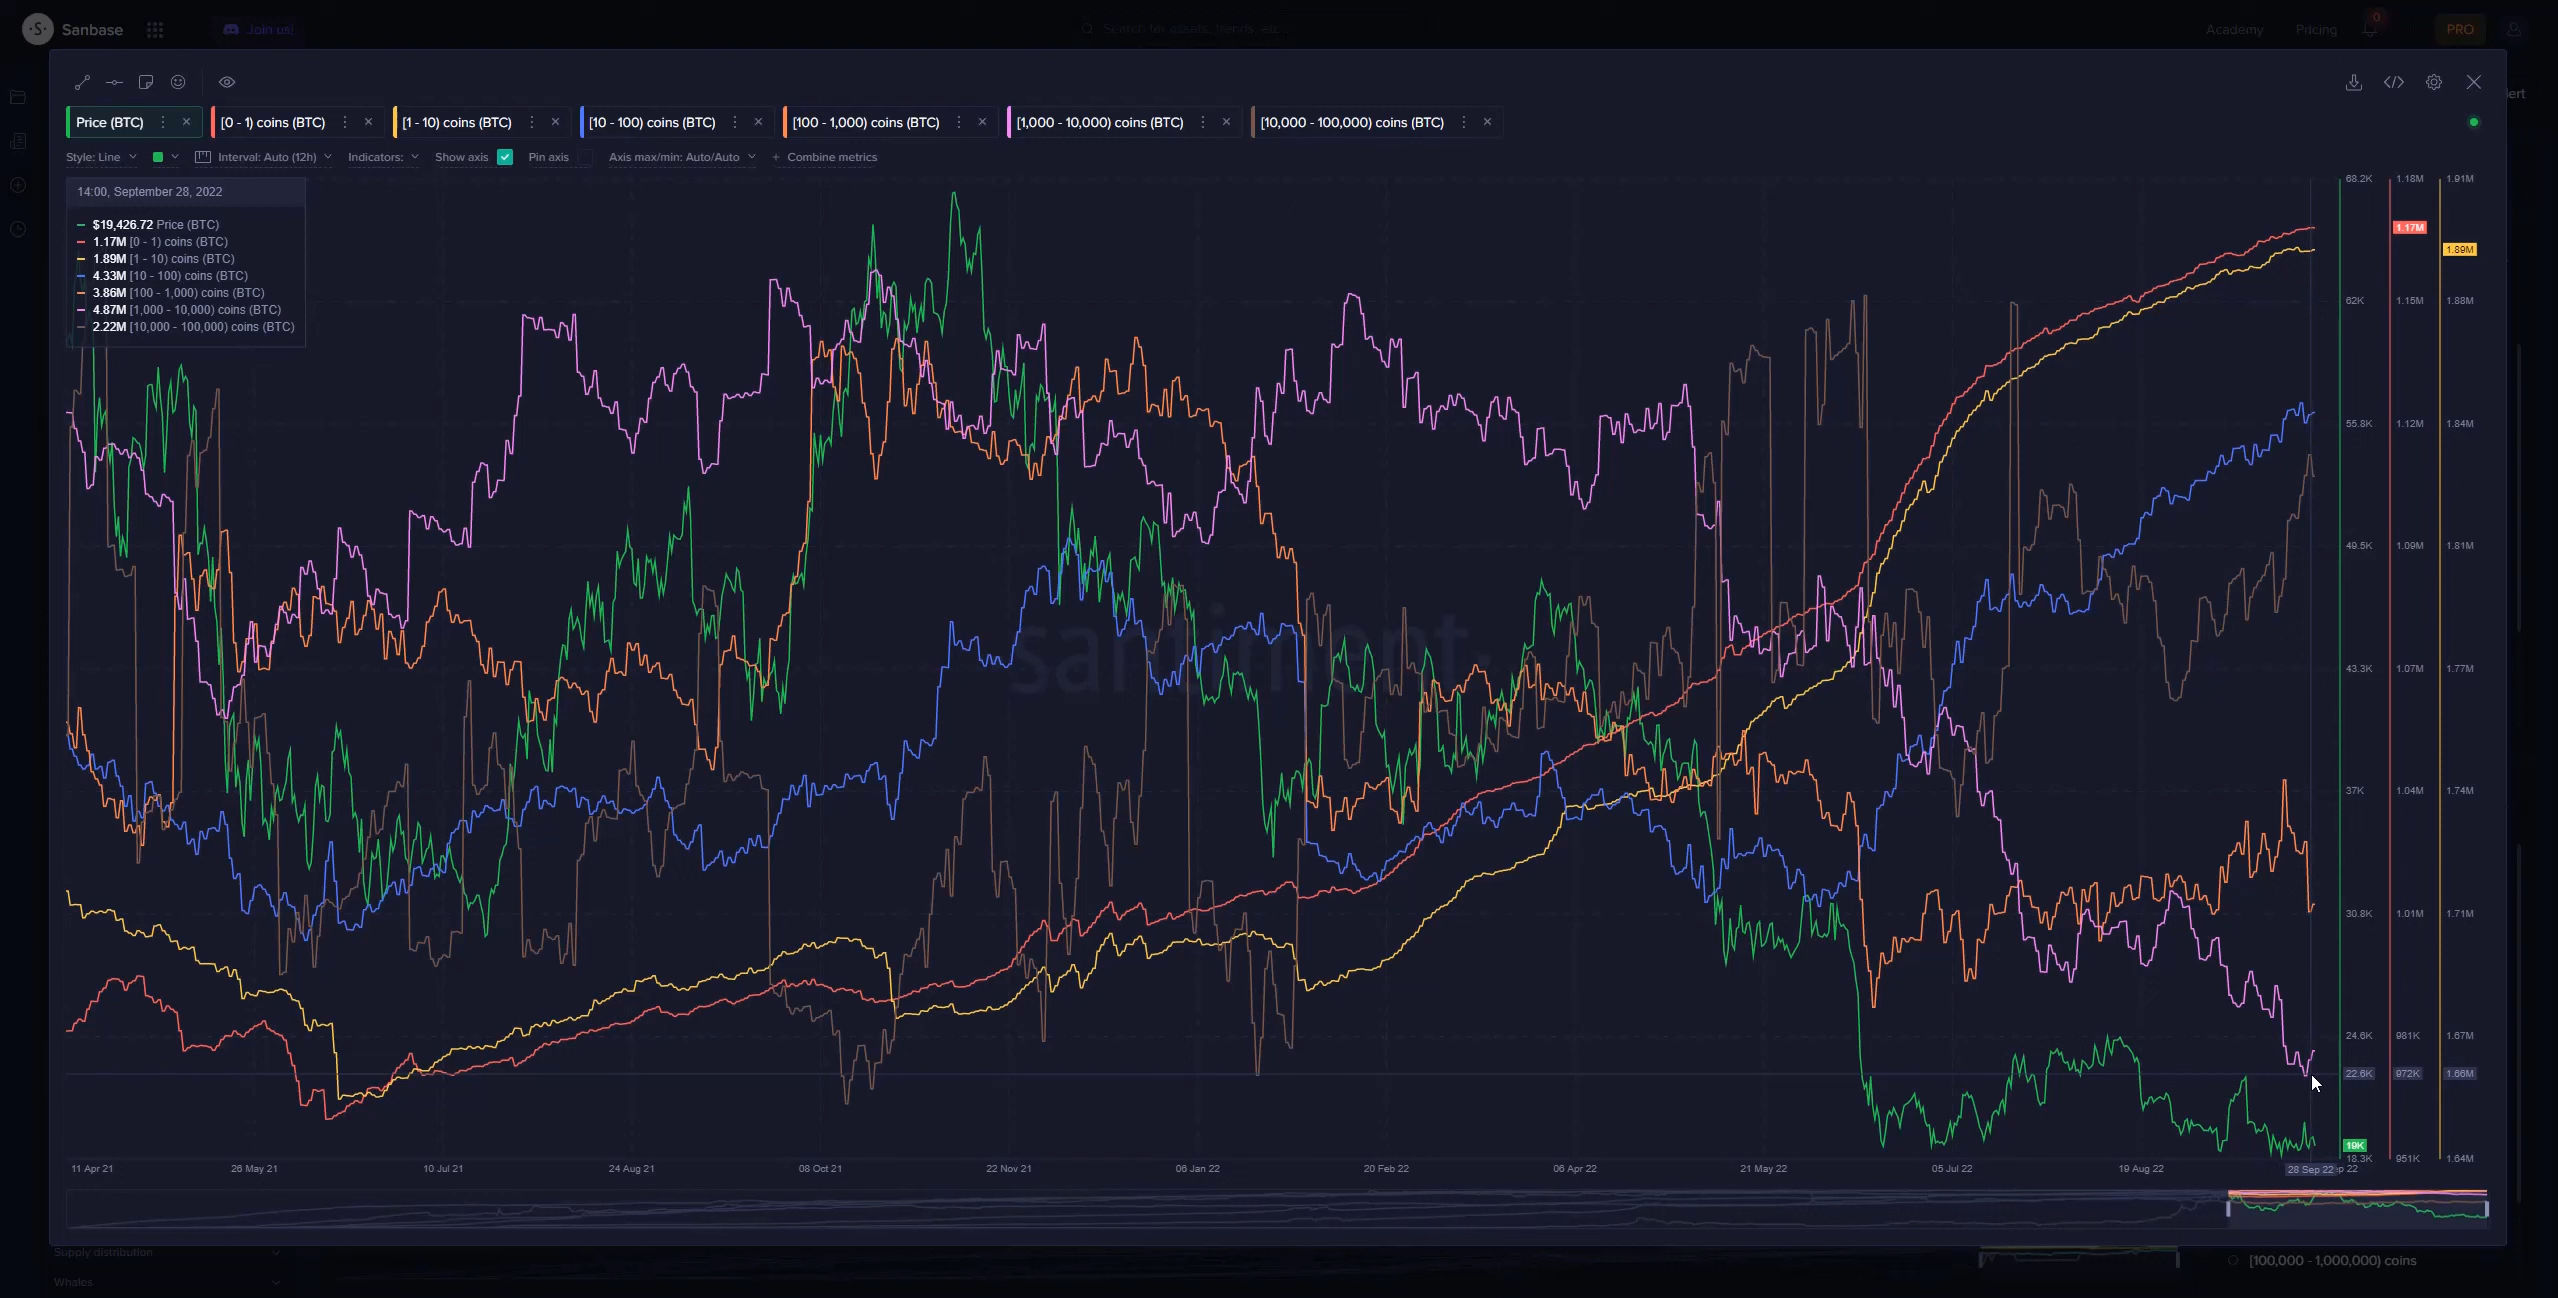 Sanbase
Join us!
Search for assets, trends, etc...
Academy
Pricing
0
PRO
ert
Price (BTC)
[0 - 1) coins (BTC)
[1 - 10) coins (BTC)
[10 - 100) coins (BTC)
[100 - 1,000) coins (BTC)
[1,000 - 10,000) coins (BTC)
[10,000 - 100,000) coins (BTC)
Style: Line
Interval: Auto (12h)
Indicators:
Show axis
Pin axis
Axis max/min: Auto/Auto
+ Combine metrics
14:00, September 28, 2022
$19,426.72 Price (BTC)
1.17M [0 - 1) coins (BTC)
1.89M [1 - 10) coins (BTC)
4.33M [10 - 100) coins (BTC)
3.86M [100 - 1,000) coins (BTC)
4.87M [1,000 - 10,000) coins (BTC)
2.22M [10,000 - 100,000) coins (BTC)
68.2K 1.18M 1.91M
1.17M
1.89M
62K 1.15M 1.88M
55.8K 1.12M 1.84M
49.5K 1.09M 1.81M
santiment.
43.3K 1.07M 1.77M
37K 1.04M 1.74M
30.8K 1.01M 1.71M
24.6K 981K 1.67M
22.6K 972K 1.66M
19K
18.3K 951K 1.64M
11 Apr 21
26 May 21
10 Jul 21
24 Aug 21
08 Oct 21
22 Nov 21
06 Jan 22
20 Feb 22
06 Apr 22
21 May 22
05 Jul 22
19 Aug 22
28 Sep 22
p 22
Supply distribution
[100,000 - 1,000,000) coins
Whales